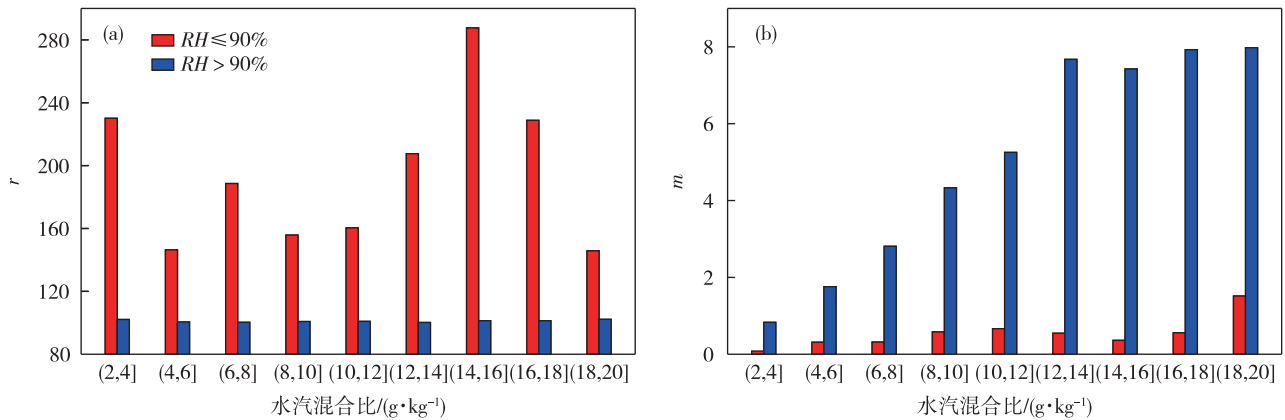 (a)
RH⩽90%
RH>90%
280
240
200
160
120
80
r
(2,4] (4,6] (6,8] (8,10] (10,12] (12,14] (14,16] (16,18] (18,20]
水汽混合比/(g·kg⁻¹)
(b)
8
6
4
2
0
m
(2,4] (4,6] (6,8] (8,10] (10,12] (12,14] (14,16] (16,18] (18,20]
水汽混合比/(g·kg⁻¹)